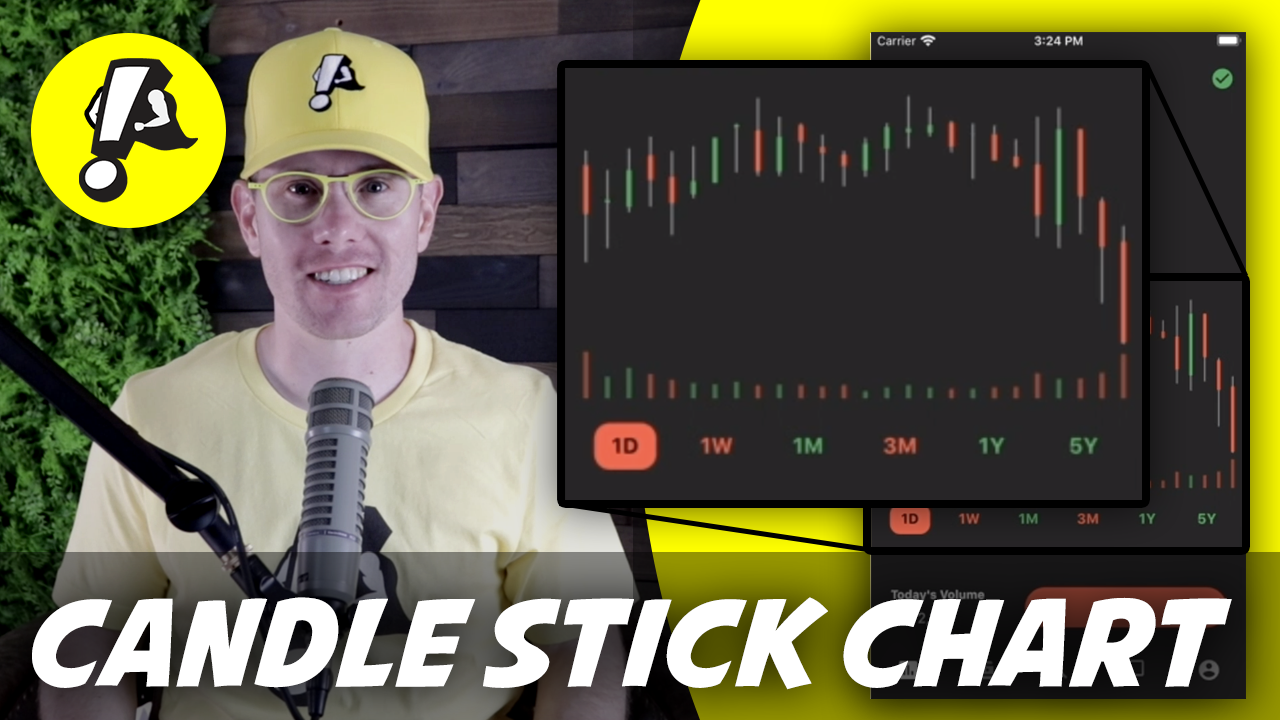 Carrier 3:24 PM
1D 1W 1M 3M 1Y 5Y
1D 1W 1M 3M 1Y 5Y
Today's Volume
CANDLE STICK CHART